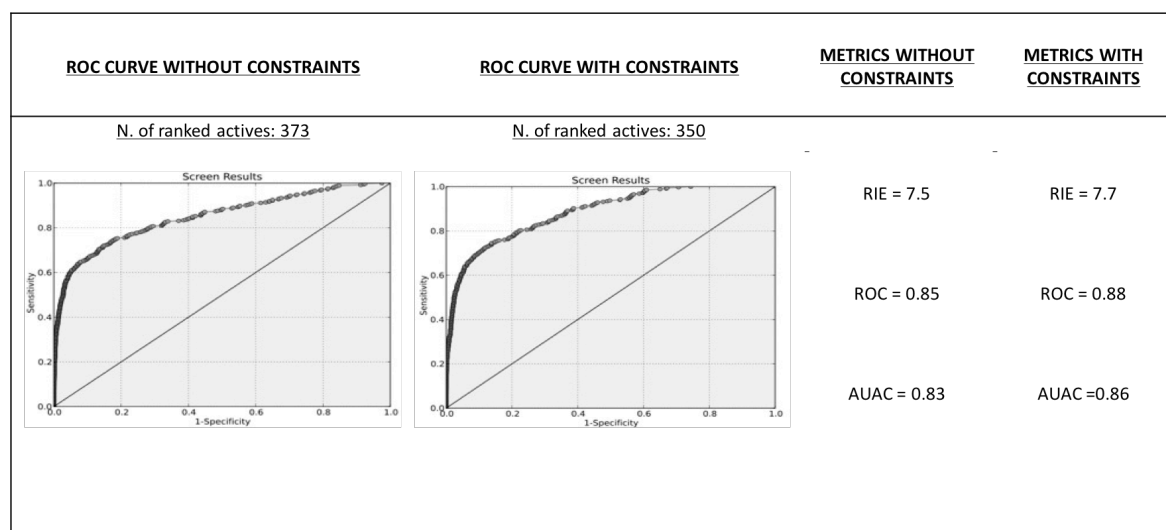 ROC CURVE WITHOUT CONSTRAINTS
ROC CURVE WITH CONSTRAINTS
METRICS WITHOUT
CONSTRAINTS
METRICS WITH
CONSTRAINTS
N. of ranked actives: 373
N. of ranked actives: 350
Screen Results
1.0
0.8
0.6
0.4
0.2
0.0
Sensitivity
0.0 0.2 0.4 0.6 0.8 1.0
1-Specificity
Screen Results
1.0
0.8
0.6
0.4
0.2
0.0
Sensitivity
0.0 0.2 0.4 0.6 0.8 1.0
1-Specificity
-
-
RIE = 7.5
RIE = 7.7
ROC = 0.85
ROC = 0.88
AUAC = 0.83
AUAC =0.86